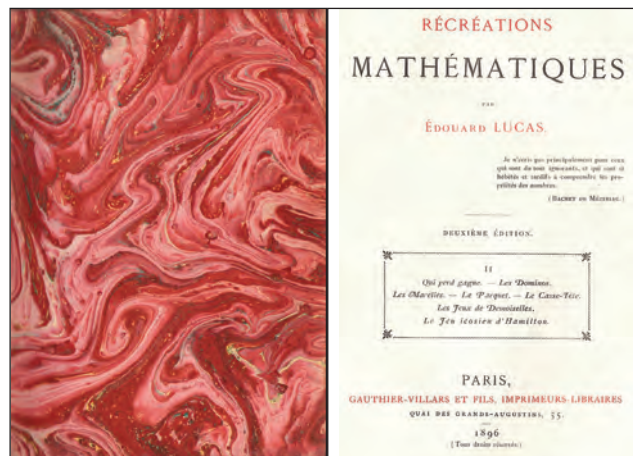 RÉCRÉATIONS
MATHÉMATIQUES
PAR
ÉDOUARD LUCAS.
Je n'écris pas principalement pour ceux
qui sont du tout ignorants, et qui sont si
hébétés et tardifs à comprendre les pro-
priétés des nombres.
(BACHET DE MÉZIRIAC.)
DEUXIÈME ÉDITION.
II
Qui perd gagne. — Les Dominos.
Les Marelles. — Le Parquet. — Le Casse-Tête.
Les Jeux de Demoiselles.
Le Jeu icosien d'Hamilton.
PARIS,
GAUTHIER-VILLARS ET FILS, IMPRIMEURS-LIBRAIRES
QUAI DES GRANDS-AUGUSTINS, 55.
1896
(Tous droits réservés.)